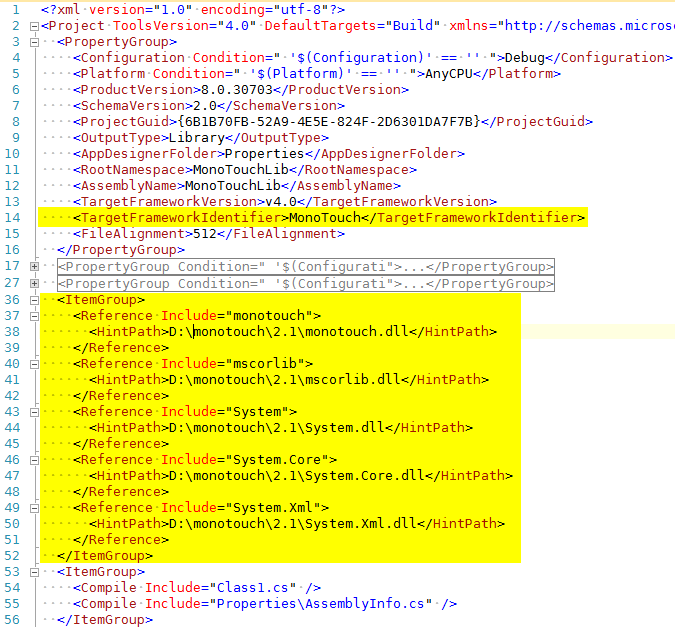 1 <?xml version="1.0" encoding="utf-8"?>
2 <Project ToolsVersion="4.0" DefaultTargets="Build" xmlns="http://schemas.micros
3 <PropertyGroup>
4 <Configuration Condition=" '$(Configuration)' == '' ">Debug</Configuration>
5 <Platform Condition=" '$(Platform)' == '' ">AnyCPU</Platform>
6 <ProductVersion>8.0.30703</ProductVersion>
7 <SchemaVersion>2.0</SchemaVersion>
8 <ProjectGuid>{6B1B70FB-52A9-4E5E-824F-2D6301DA7F7B}</ProjectGuid>
9 <OutputType>Library</OutputType>
10 <AppDesignerFolder>Properties</AppDesignerFolder>
11 <RootNamespace>MonoTouchLib</RootNamespace>
12 <AssemblyName>MonoTouchLib</AssemblyName>
13 <TargetFrameworkVersion>v4.0</TargetFrameworkVersion>
14 <TargetFrameworkIdentifier>MonoTouch</TargetFrameworkIdentifier>
15 <FileAlignment>512</FileAlignment>
16 </PropertyGroup>
17 <PropertyGroup Condition=" '$(Configurati">...</PropertyGroup>
27 <PropertyGroup Condition=" '$(Configurati">...</PropertyGroup>
36 <ItemGroup>
37 <Reference Include="monotouch">
38 <HintPath>D:\monotouch\2.1\monotouch.dll</HintPath>
39 </Reference>
40 <Reference Include="mscorlib">
41 <HintPath>D:\monotouch\2.1\mscorlib.dll</HintPath>
42 </Reference>
43 <Reference Include="System">
44 <HintPath>D:\monotouch\2.1\System.dll</HintPath>
45 </Reference>
46 <Reference Include="System.Core">
47 <HintPath>D:\monotouch\2.1\System.Core.dll</HintPath>
48 </Reference>
49 <Reference Include="System.Xml">
50 <HintPath>D:\monotouch\2.1\System.Xml.dll</HintPath>
51 </Reference>
52 </ItemGroup>
53 <ItemGroup>
54 <Compile Include="Class1.cs" />
55 <Compile Include="Properties\AssemblyInfo.cs" />
56 </ItemGroup>